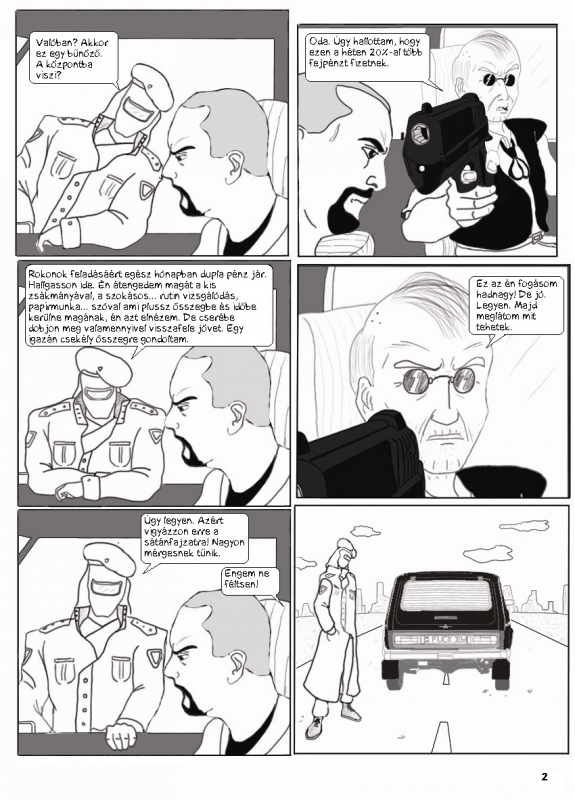 Valóban? Akkor
ez egy bűnöző.
A központba
viszi?
Oda. Úgy hallottam, hogy
ezen a héten 20%-al több
fejpénzt fizetnek.
Rokonok feladásáért egész hónapban dupla pénz jár.
Hallgasson ide. Én átengedem magát a kis
zsákmányával, a szokásos... rutin vizsgálódás,
papírmunka... szóval ami plussz összegbe és időbe
kerülne magának, én azt elnézem. De cserébe
dobjon meg valamennyivel visszafele jövet. Egy
igazán csekély összegre gondoltam.
Ez az én fogásom
hadnagy! De jó.
Legyen. Majd
meglátom mit
tehetek.
Úgy legyen. Azért
vigyázzon erre a
sátánfajzatra! Nagyon
mérgesnek tűnik.
Engem ne
féltsen!
2